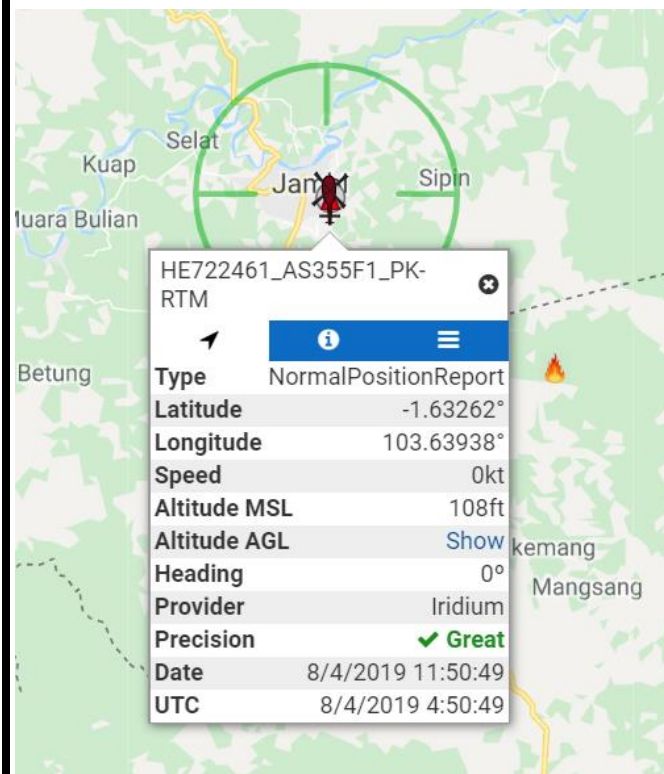 Selat
Kuap
Sipin
Muara Bulian
HE722461_AS355F1_PK-
RTM
Betung
Type NormalPositionReport
Latitude -1.63262°
Longitude 103.63938°
Speed 0kt
Altitude MSL 108ft
Altitude AGL Show
kemang
Heading 0°
Mangsang
Provider Iridium
Precision ✔ Great
Date 8/4/2019 11:50:49
UTC 8/4/2019 4:50:49